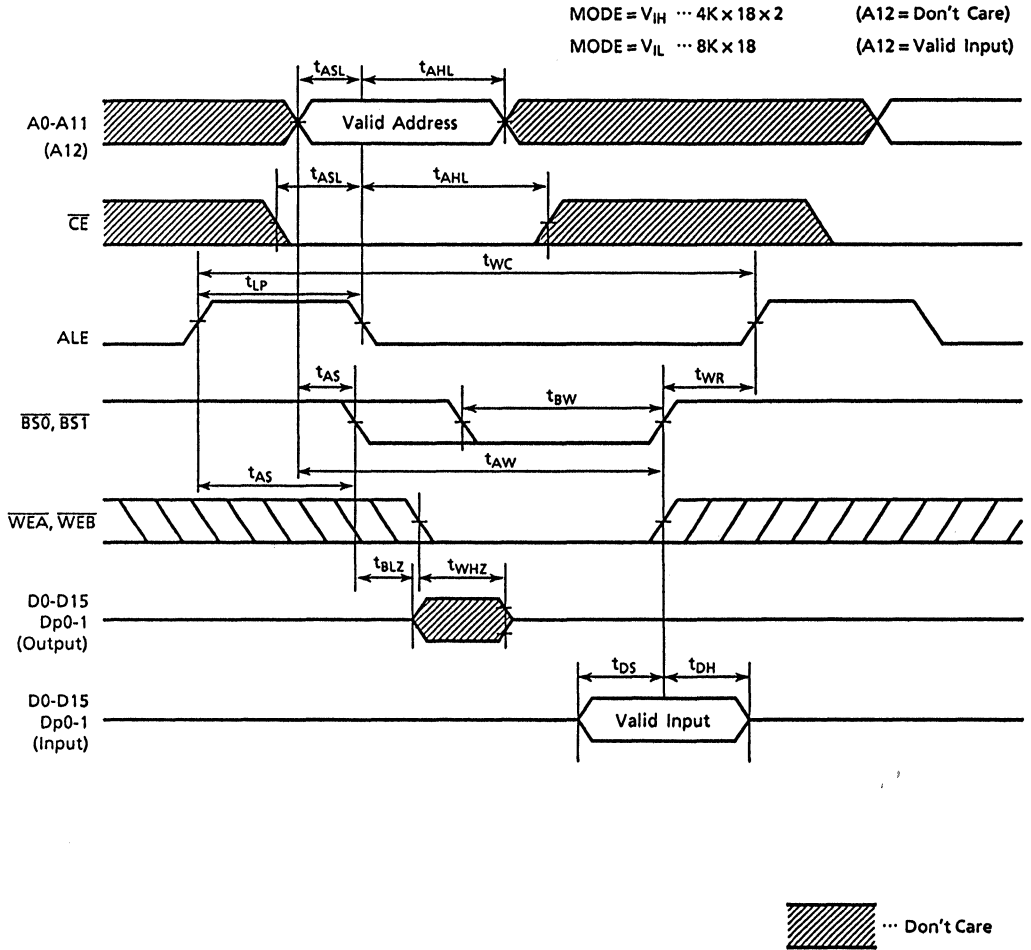 MODE = VIH ··· 4K x 18 x 2 (A12 = Don't Care)
MODE = VIL ··· 8K x 18 (A12 = Valid Input)
tASL tAHL
A0-A11
(A12)
Valid Address
tASL tAHL
CE
tWC
tLP
ALE
tAS tWR
tBW
BS0, BS1
tAW
tAS
WEA, WEB
tBLZ tWHZ
D0-D15
Dp0-1
(Output)
tDS tDH
D0-D15
Dp0-1
(Input)
Valid Input
··· Don't Care